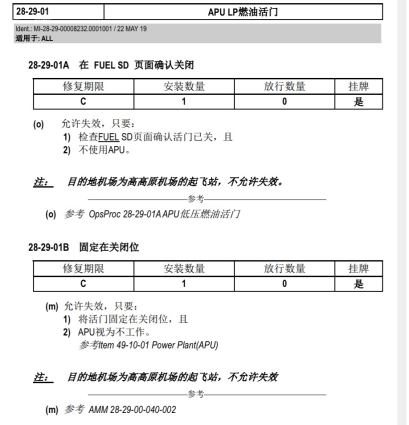 28-29-01 APU LP燃油活门
Ident.: MI-28-29-00008232.0001001 / 22 MAY 19
适用于: ALL
28-29-01A 在 FUEL SD 页面确认关闭
修复期限 安装数量 放行数量 挂牌
C 1 0 是
(o) 允许失效，只要：
1) 检查FUEL SD页面确认活门已关，且
2) 不使用APU。
注： 目的地机场为高高原机场的起飞站，不允许失效。
参考
(o) 参考 OpsProc 28-29-01A APU低压燃油活门
28-29-01B 固定在关闭位
修复期限 安装数量 放行数量 挂牌
C 1 0 是
(m) 允许失效，只要：
1) 将活门固定在关闭位，且
2) APU视为不工作。
参考Item 49-10-01 Power Plant(APU)
注： 目的地机场为高高原机场的起飞站，不允许失效
参考
(m) 参考 AMM 28-29-00-040-002